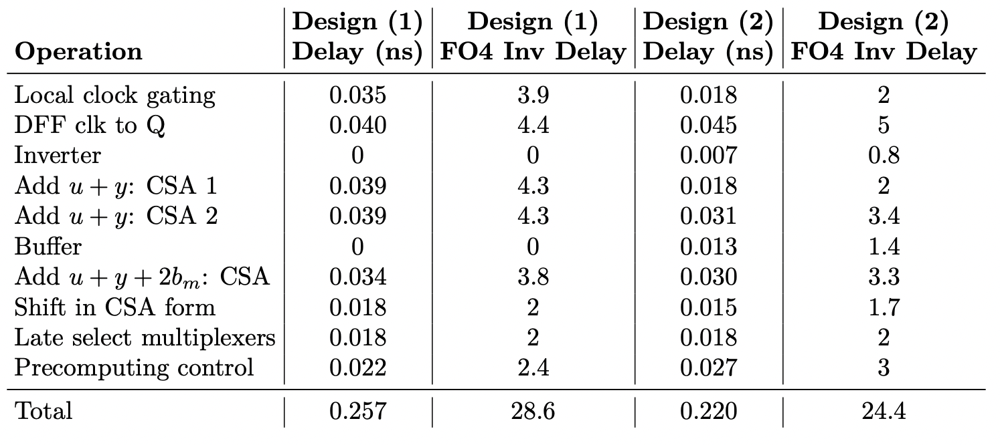 Operation Design (1) Delay (ns) Design (1) FO4 Inv Delay Design (2) Delay (ns) Design (2) FO4 Inv Delay
Local clock gating 0.035 3.9 0.018 2
DFF clk to Q 0.040 4.4 0.045 5
Inverter 0 0 0.007 0.8
Add u + y: CSA 1 0.039 4.3 0.018 2
Add u + y: CSA 2 0.039 4.3 0.031 3.4
Buffer 0 0 0.013 1.4
Add u + y + 2bₘ: CSA 0.034 3.8 0.030 3.3
Shift in CSA form 0.018 2 0.015 1.7
Late select multiplexers 0.018 2 0.018 2
Precomputing control 0.022 2.4 0.027 3
Total 0.257 28.6 0.220 24.4